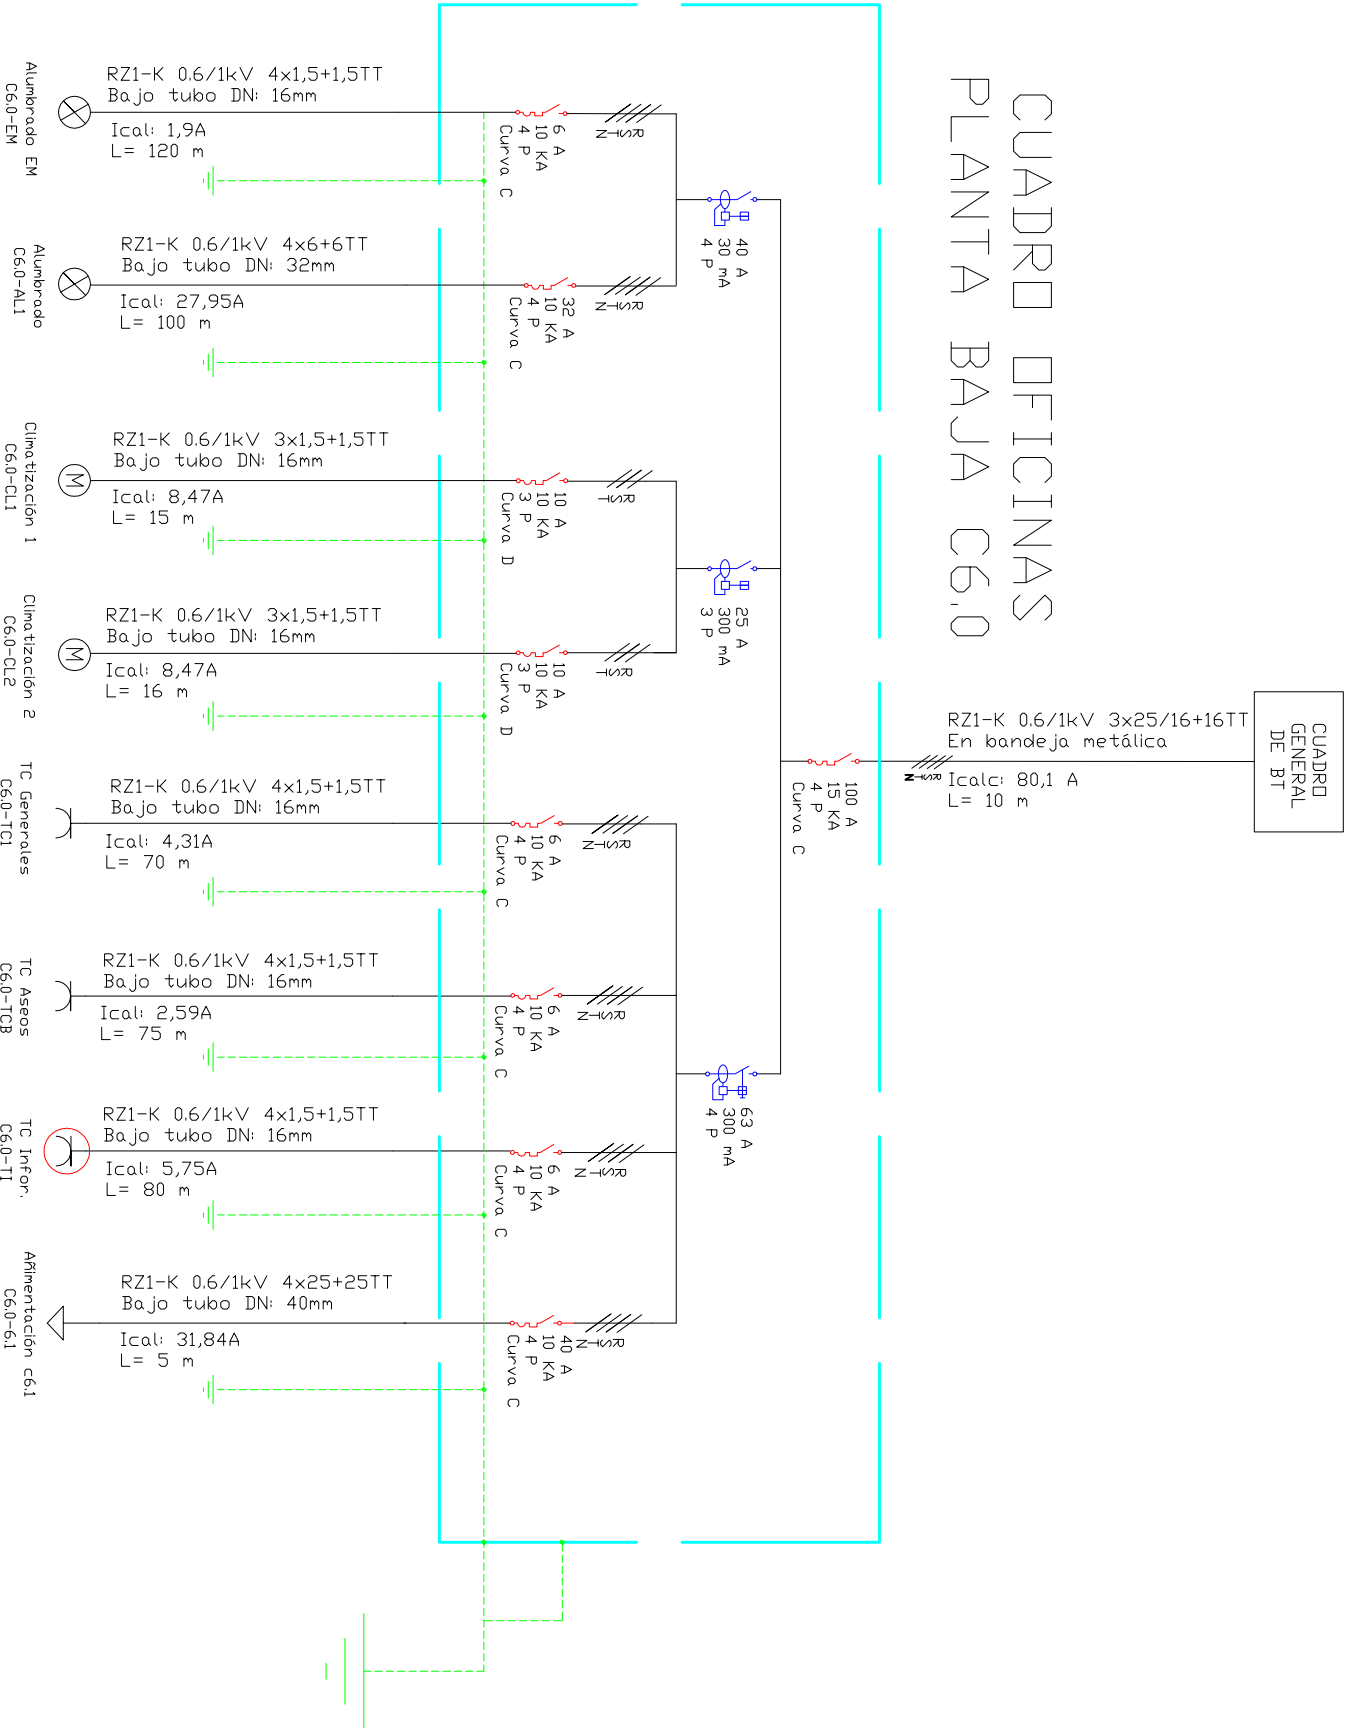 CUADRO OFICINAS
PLANTA BAJA C6.0
CUADRO
GENERAL
DE BT
RZ1-K 0.6/1kV 3x25/16+16TT
En bandeja metálica
Icalc: 80,1 A
L= 10 m
R
S
T
N
100 A
15 KA
4 P
Curva C
40 A
30 mA
4 P
25 A
300 mA
3 P
63 A
300 mA
4 P
R
S
T
N
6 A
10 KA
4 P
Curva C
RZ1-K 0.6/1kV 4x1,5+1,5TT
Bajo tubo DN: 16mm
Ical: 1,9A
L= 120 m
Alumbrado EM
C6.0-EM
R
S
T
N
32 A
10 KA
4 P
Curva C
RZ1-K 0.6/1kV 4x6+6TT
Bajo tubo DN: 32mm
Ical: 27,95A
L= 100 m
Alumbrado
C6.0-AL1
R
S
T
10 A
10 KA
3 P
Curva D
RZ1-K 0.6/1kV 3x1,5+1,5TT
Bajo tubo DN: 16mm
Ical: 8,47A
L= 15 m
M
Climatización 1
C6.0-CL1
R
S
T
10 A
10 KA
3 P
Curva D
RZ1-K 0.6/1kV 3x1,5+1,5TT
Bajo tubo DN: 16mm
Ical: 8,47A
L= 16 m
M
Climatización 2
C6.0-CL2
R
S
T
N
6 A
10 KA
4 P
Curva C
RZ1-K 0.6/1kV 4x1,5+1,5TT
Bajo tubo DN: 16mm
Ical: 4,31A
L= 70 m
TC Generales
C6.0-TC1
R
S
T
N
6 A
10 KA
4 P
Curva C
RZ1-K 0.6/1kV 4x1,5+1,5TT
Bajo tubo DN: 16mm
Ical: 2,59A
L= 75 m
TC Aseos
C6.0-TCB
R
S
T
N
6 A
10 KA
4 P
Curva C
RZ1-K 0.6/1kV 4x1,5+1,5TT
Bajo tubo DN: 16mm
Ical: 5,75A
L= 80 m
TC Infor.
C6.0-TI
R
S
T
N
40 A
10 KA
4 P
Curva C
RZ1-K 0.6/1kV 4x25+25TT
Bajo tubo DN: 40mm
Ical: 31,84A
L= 5 m
c6.1
C6.0-6.1